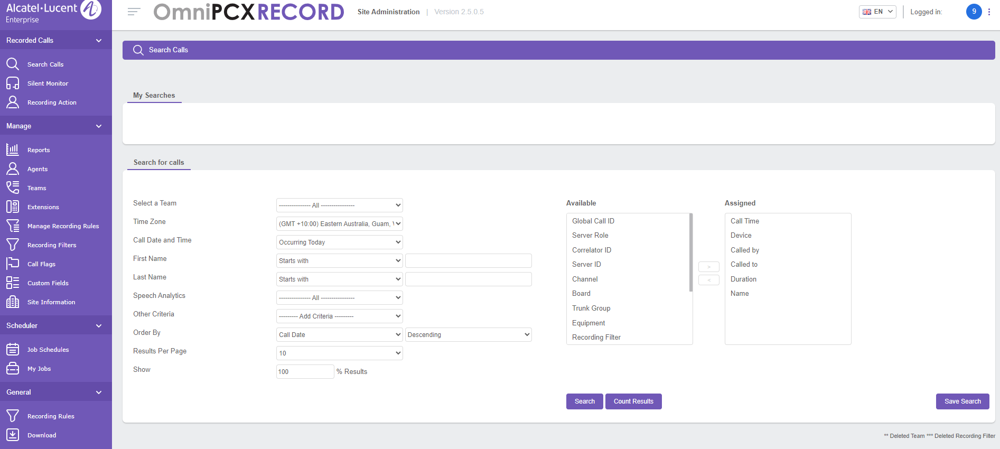 Alcatel•Lucent
Enterprise
OmniPCX RECORD
Site Administration | Version 2.5.0.5
EN
Logged in:
9
Recorded Calls
Search Calls
Silent Monitor
Recording Action
Manage
Reports
Agents
Teams
Extensions
Manage Recording Rules
Recording Filters
Call Flags
Custom Fields
Site Information
Scheduler
Job Schedules
My Jobs
General
Recording Rules
Download
Search Calls
My Searches
Search for calls
Select a Team
--------------- All ----------------
Time Zone
(GMT +10:00) Eastern Australia, Guam, V
Call Date and Time
Occurring Today
First Name
Starts with
Last Name
Starts with
Speech Analytics
--------------- All ----------------
Other Criteria
--------- Add Criteria ---------
Order By
Call Date
Descending
Results Per Page
10
Show
100 % Results
Available
Global Call ID
Server Role
Correlator ID
Server ID
Channel
Board
Trunk Group
Equipment
Recording Filter
>
<
Assigned
Call Time
Device
Called by
Called to
Duration
Name
Search
Count Results
Save Search
** Deleted Team *** Deleted Recording Filter